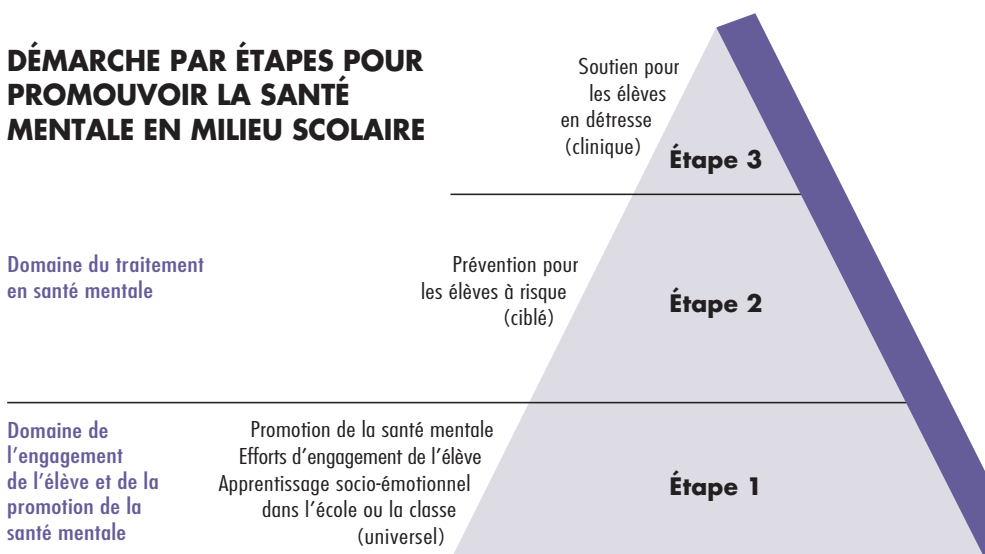 DÉMARCHE PAR ÉTAPES POUR
PROMOUVOIR LA SANTÉ
MENTALE EN MILIEU SCOLAIRE
Soutien pour
les élèves
en détresse
(clinique)
Étape 3
Domaine du traitement
en santé mentale
Prévention pour
les élèves à risque
(ciblé)
Étape 2
Domaine de
l’engagement
de l’élève et de la
promotion de la
santé mentale
Promotion de la santé mentale
Efforts d’engagement de l’élève
Apprentissage socio-émotionnel
dans l’école ou la classe
(universel)
Étape 1